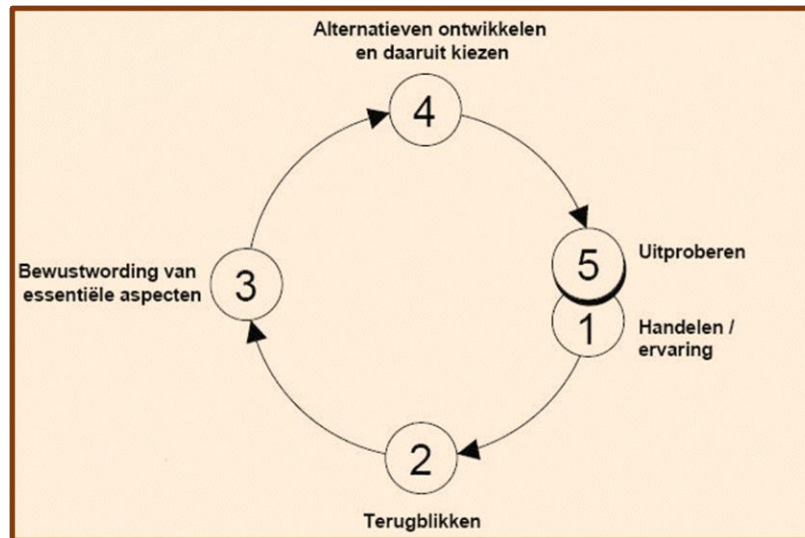 Alternatieven ontwikkelen
en daaruit kiezen
4
5
Uitproberen
Bewustwording van
essentiële aspecten
3
1
Handelen /
ervaring
2
Terugblikken